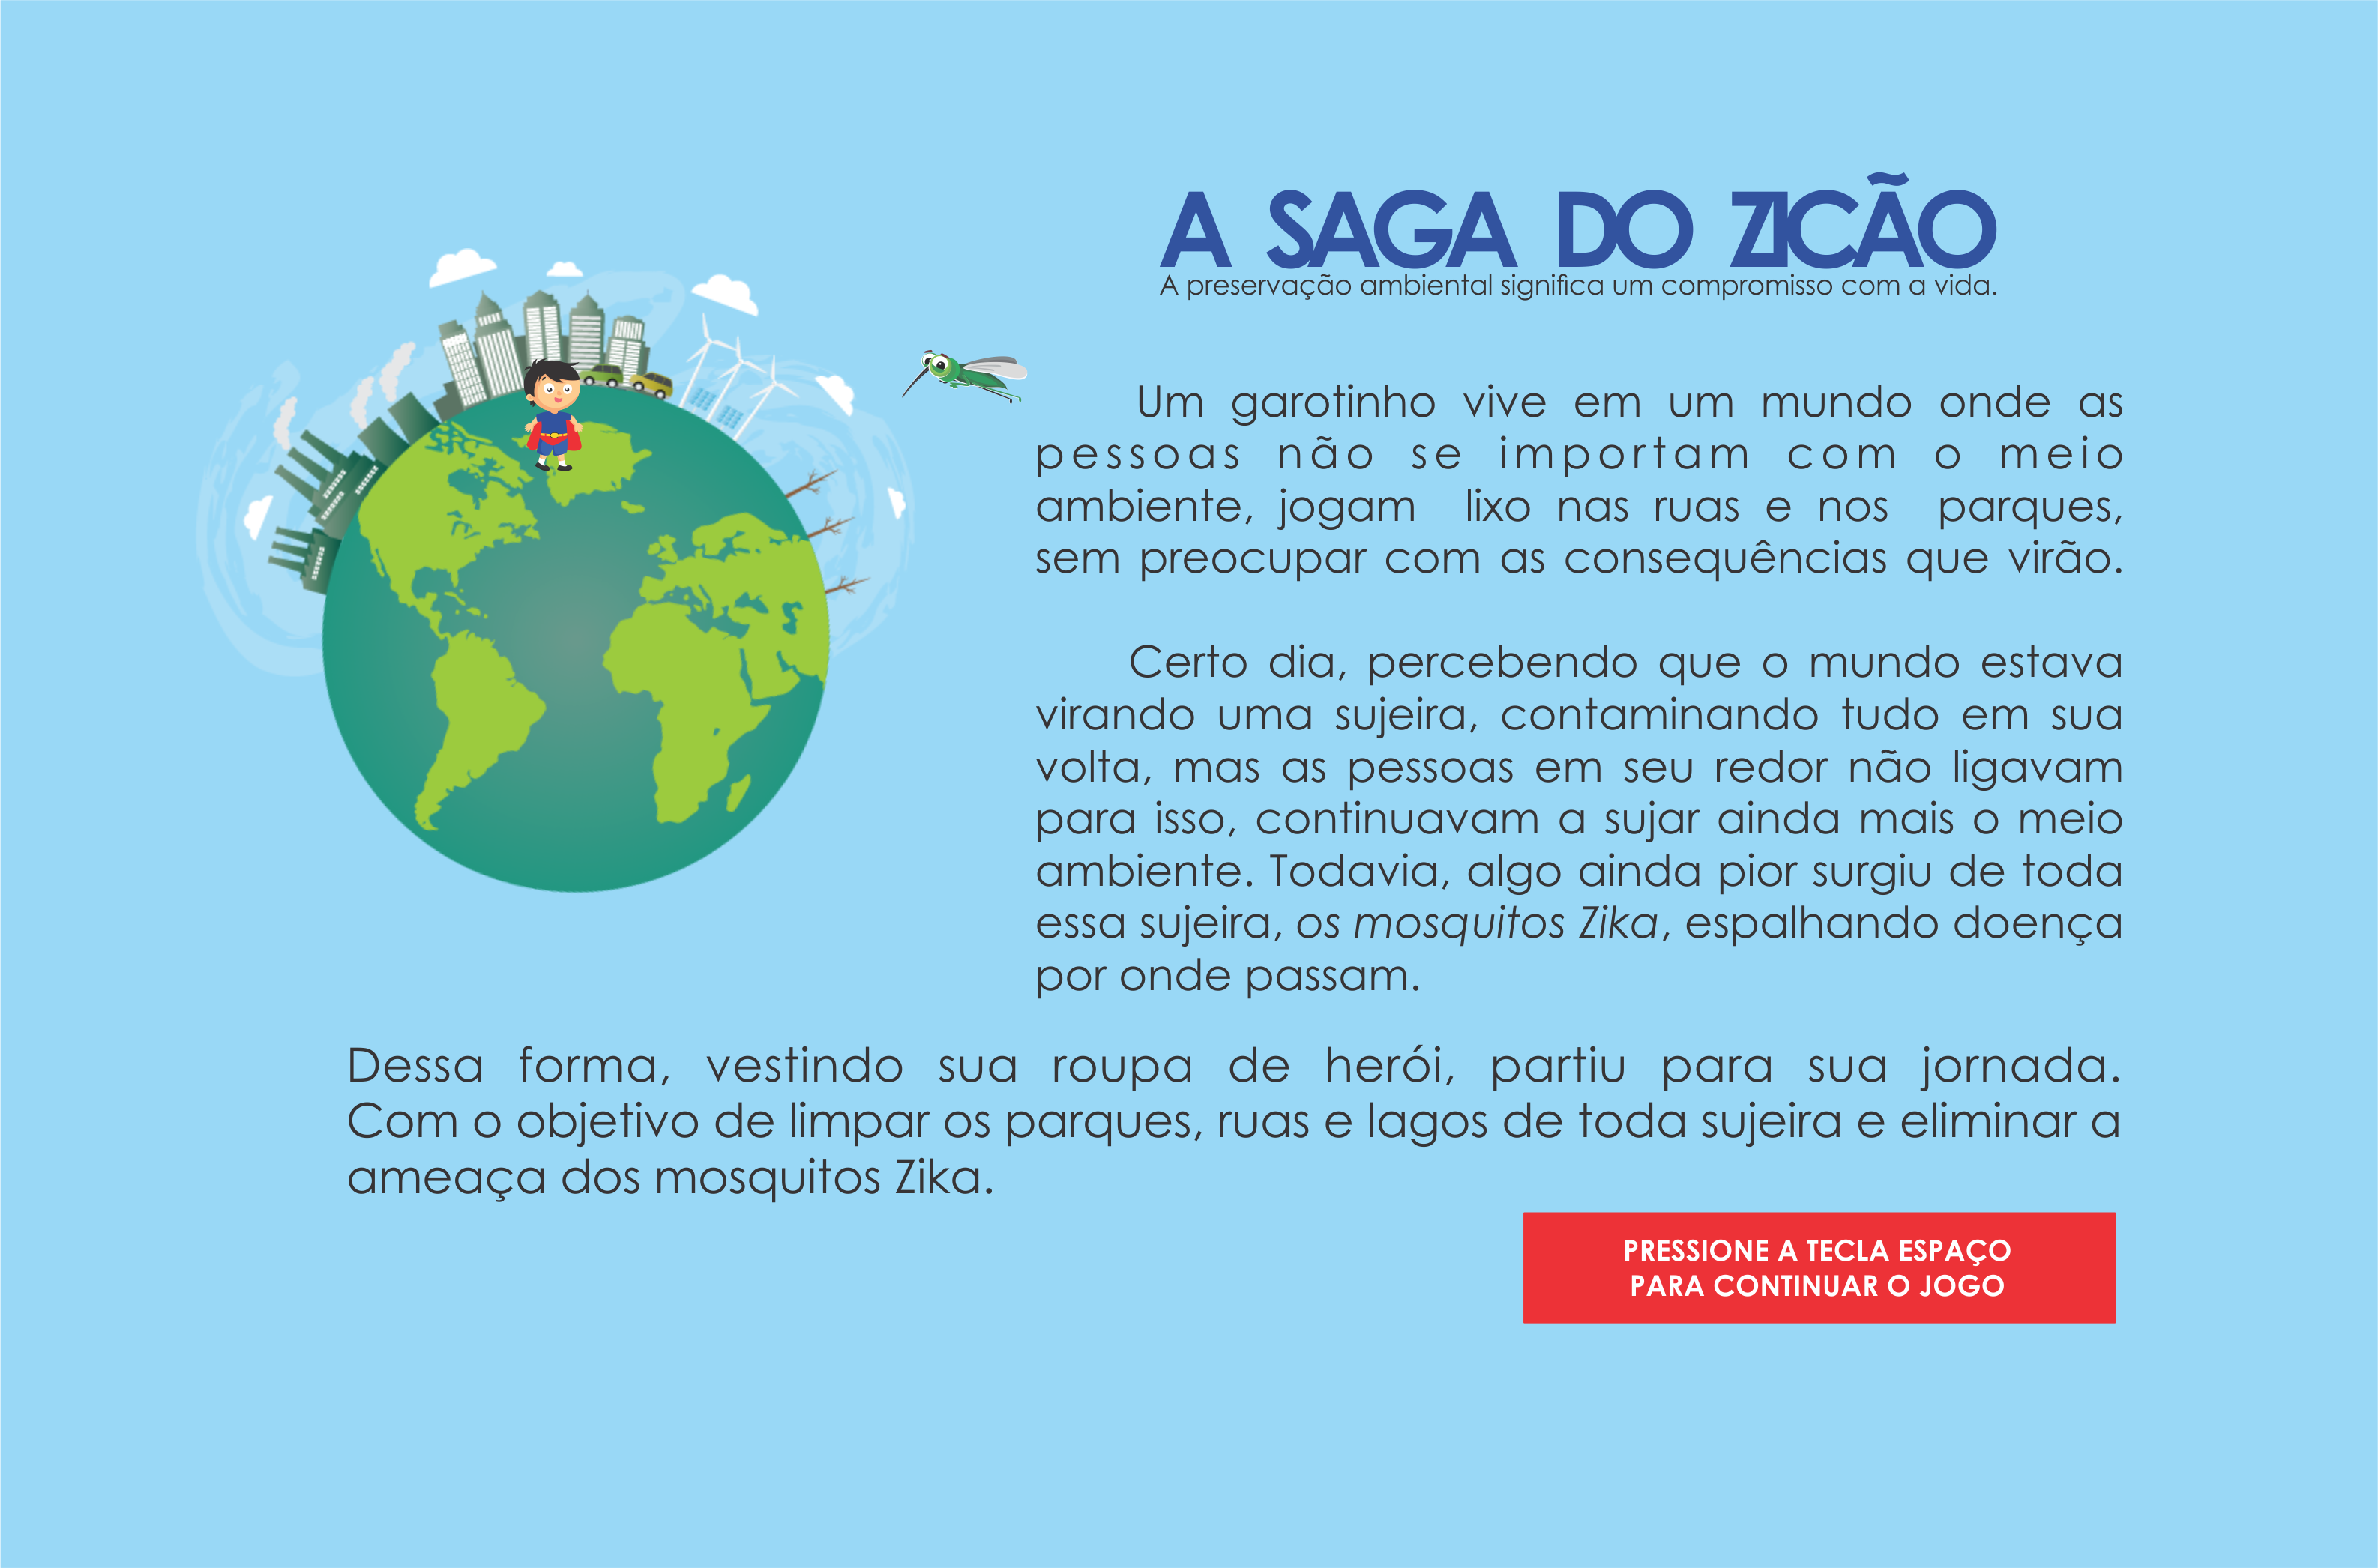 A SAGA DO ZICÃO
A preservação ambiental significa um compromisso com a vida.
Um garotinho vive em um mundo onde as
pessoas não se importam com o meio
ambiente, jogam lixo nas ruas e nos parques,
sem preocupar com as consequências que virão.
Certo dia, percebendo que o mundo estava
virando uma sujeira, contaminando tudo em sua
volta, mas as pessoas em seu redor não ligavam
para isso, continuavam a sujar ainda mais o meio
ambiente. Todavia, algo ainda pior surgiu de toda
essa sujeira, os mosquitos Zika, espalhando doença
por onde passam.
Dessa forma, vestindo sua roupa de herói, partiu para sua jornada.
Com o objetivo de limpar os parques, ruas e lagos de toda sujeira e eliminar a
ameaça dos mosquitos Zika.
PRESSIONE A TECLA ESPAÇO
PARA CONTINUAR O JOGO